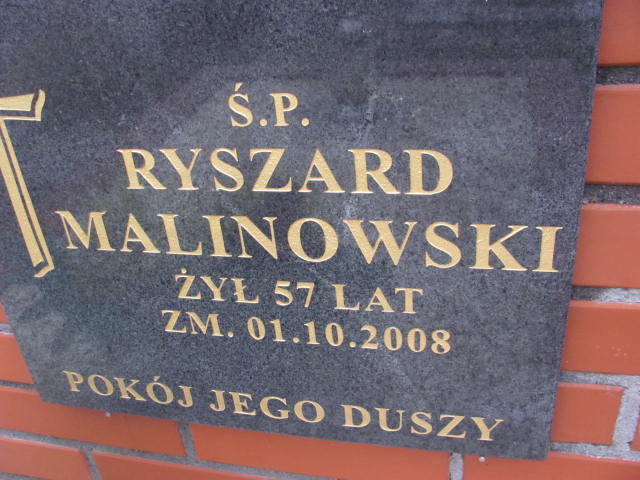 Ś.P.
RYSZARD
MALINOWSKI
ŻYŁ 57 LAT
ZM. 01.10.2008
POKÓJ JEGO DUSZY